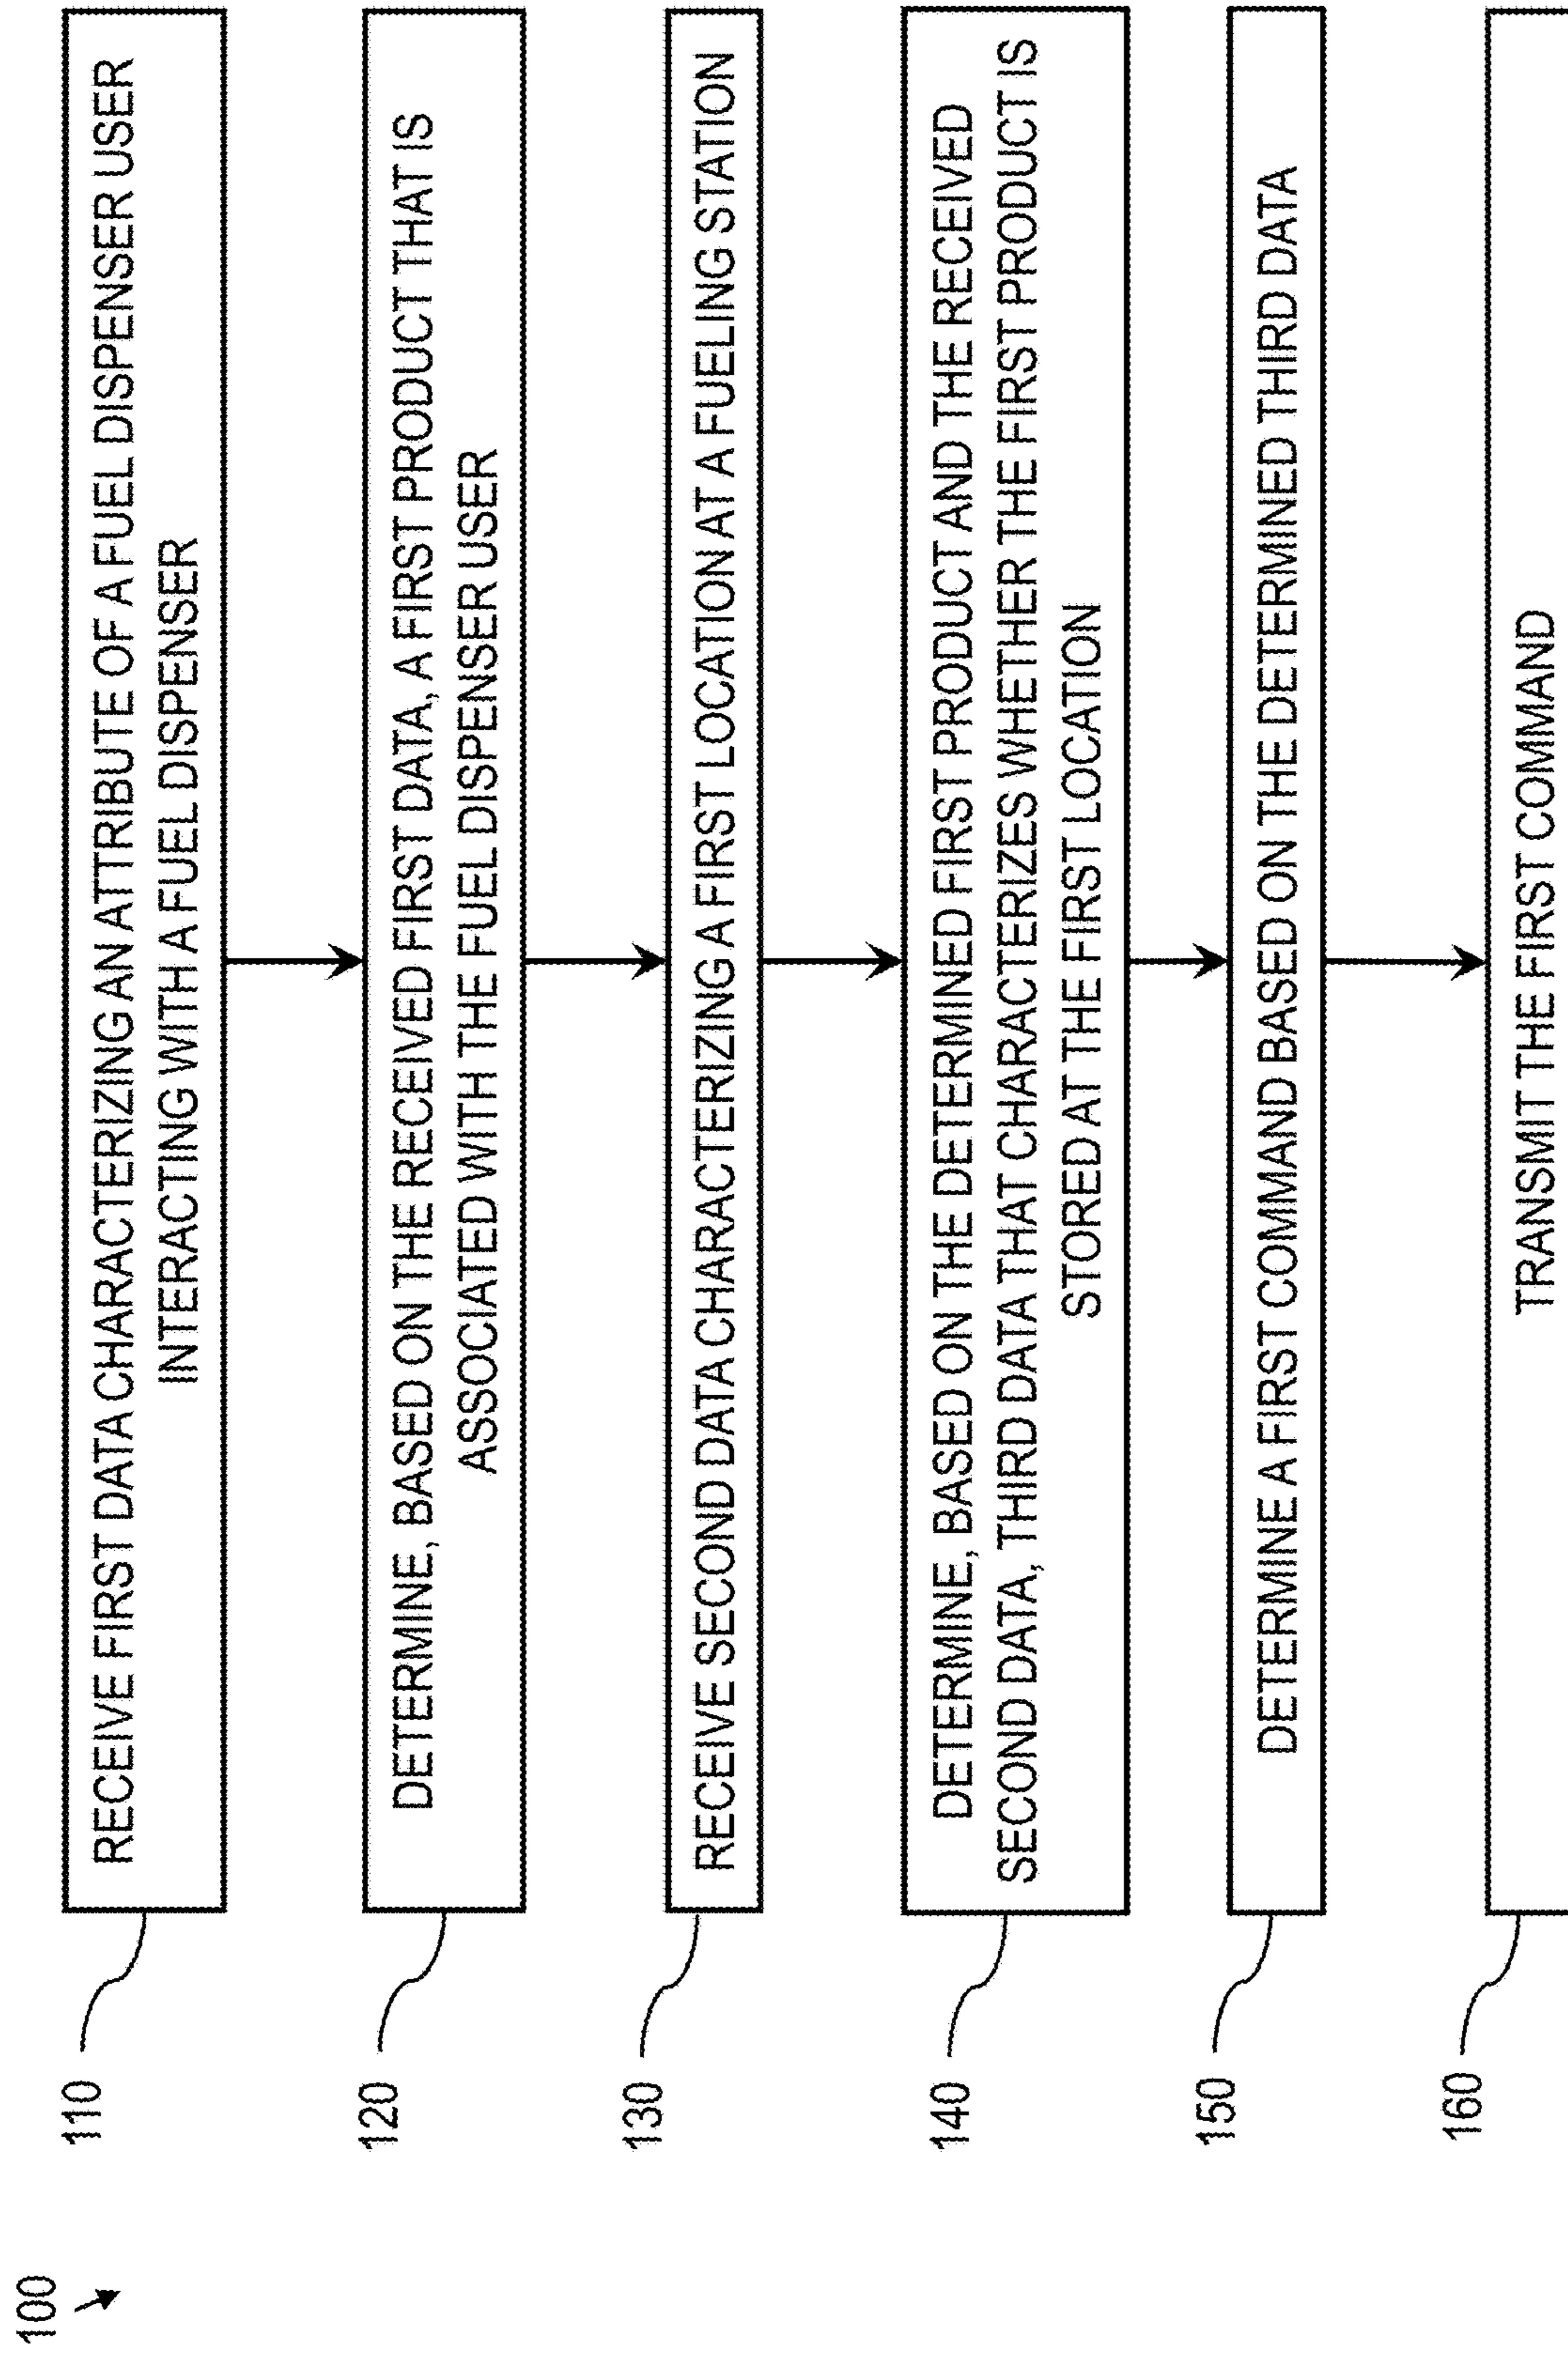 100
110
RECEIVE FIRST DATA CHARACTERIZING AN ATTRIBUTE OF A FUEL DISPENSER USER
INTERACTING WITH A FUEL DISPENSER
120
DETERMINE, BASED ON THE RECEIVED FIRST DATA, A FIRST PRODUCT THAT IS
ASSOCIATED WITH THE FUEL DISPENSER USER
130
RECEIVE SECOND DATA CHARACTERIZING A FIRST LOCATION AT A FUELING STATION
140
DETERMINE, BASED ON THE DETERMINED FIRST PRODUCT AND THE RECEIVED
SECOND DATA, THIRD DATA THAT CHARACTERIZES WHETHER THE FIRST PRODUCT IS
STORED AT THE FIRST LOCATION
150
DETERMINE A FIRST COMMAND BASED ON THE DETERMINED THIRD DATA
160
TRANSMIT THE FIRST COMMAND